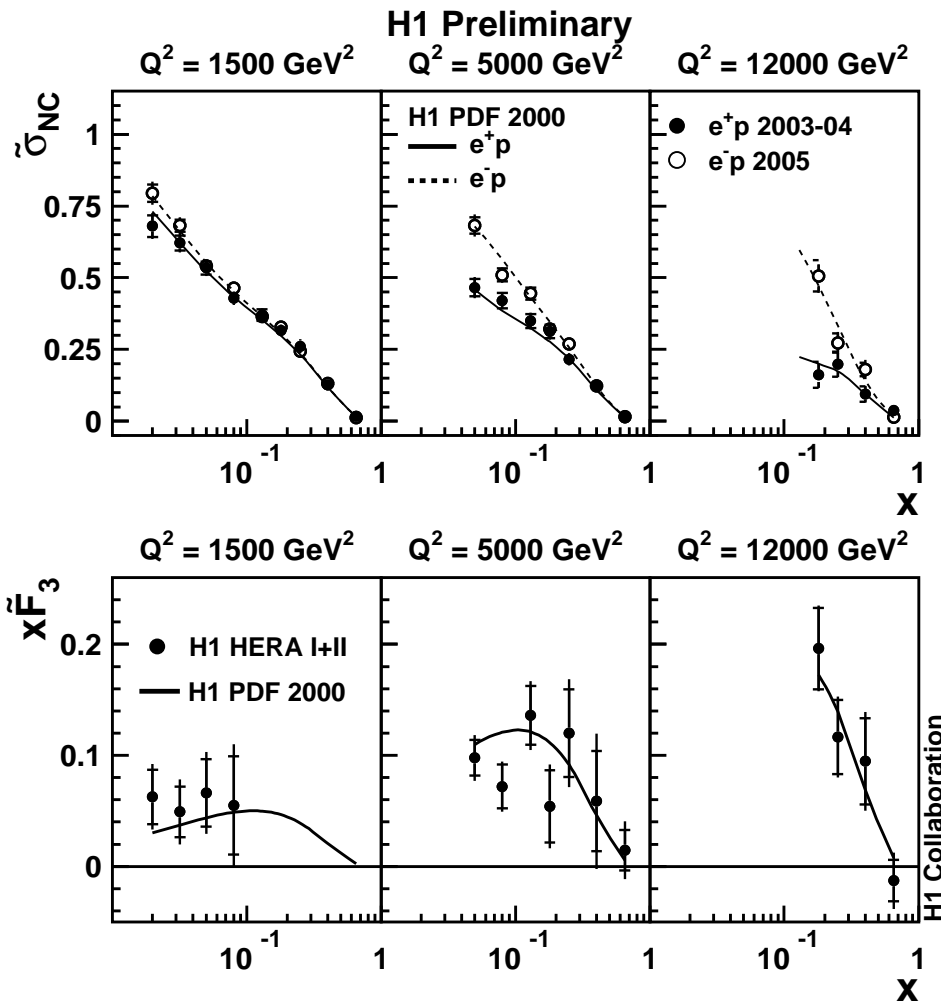 H1 Preliminary
Q² = 1500 GeV² Q² = 5000 GeV² Q² = 12000 GeV²
σ̃NC
1
0.75
0.5
0.25
0
H1 PDF 2000
e⁺p
e⁻p
e⁺p 2003-04
e⁻p 2005
10⁻¹ 1 10⁻¹ 1 10⁻¹ 1
x
Q² = 1500 GeV² Q² = 5000 GeV² Q² = 12000 GeV²
xF̃₃
0.2
0.1
0
H1 HERA I+II
H1 PDF 2000
10⁻¹ 1 10⁻¹ 1 10⁻¹ 1
x
H1 Collaboration